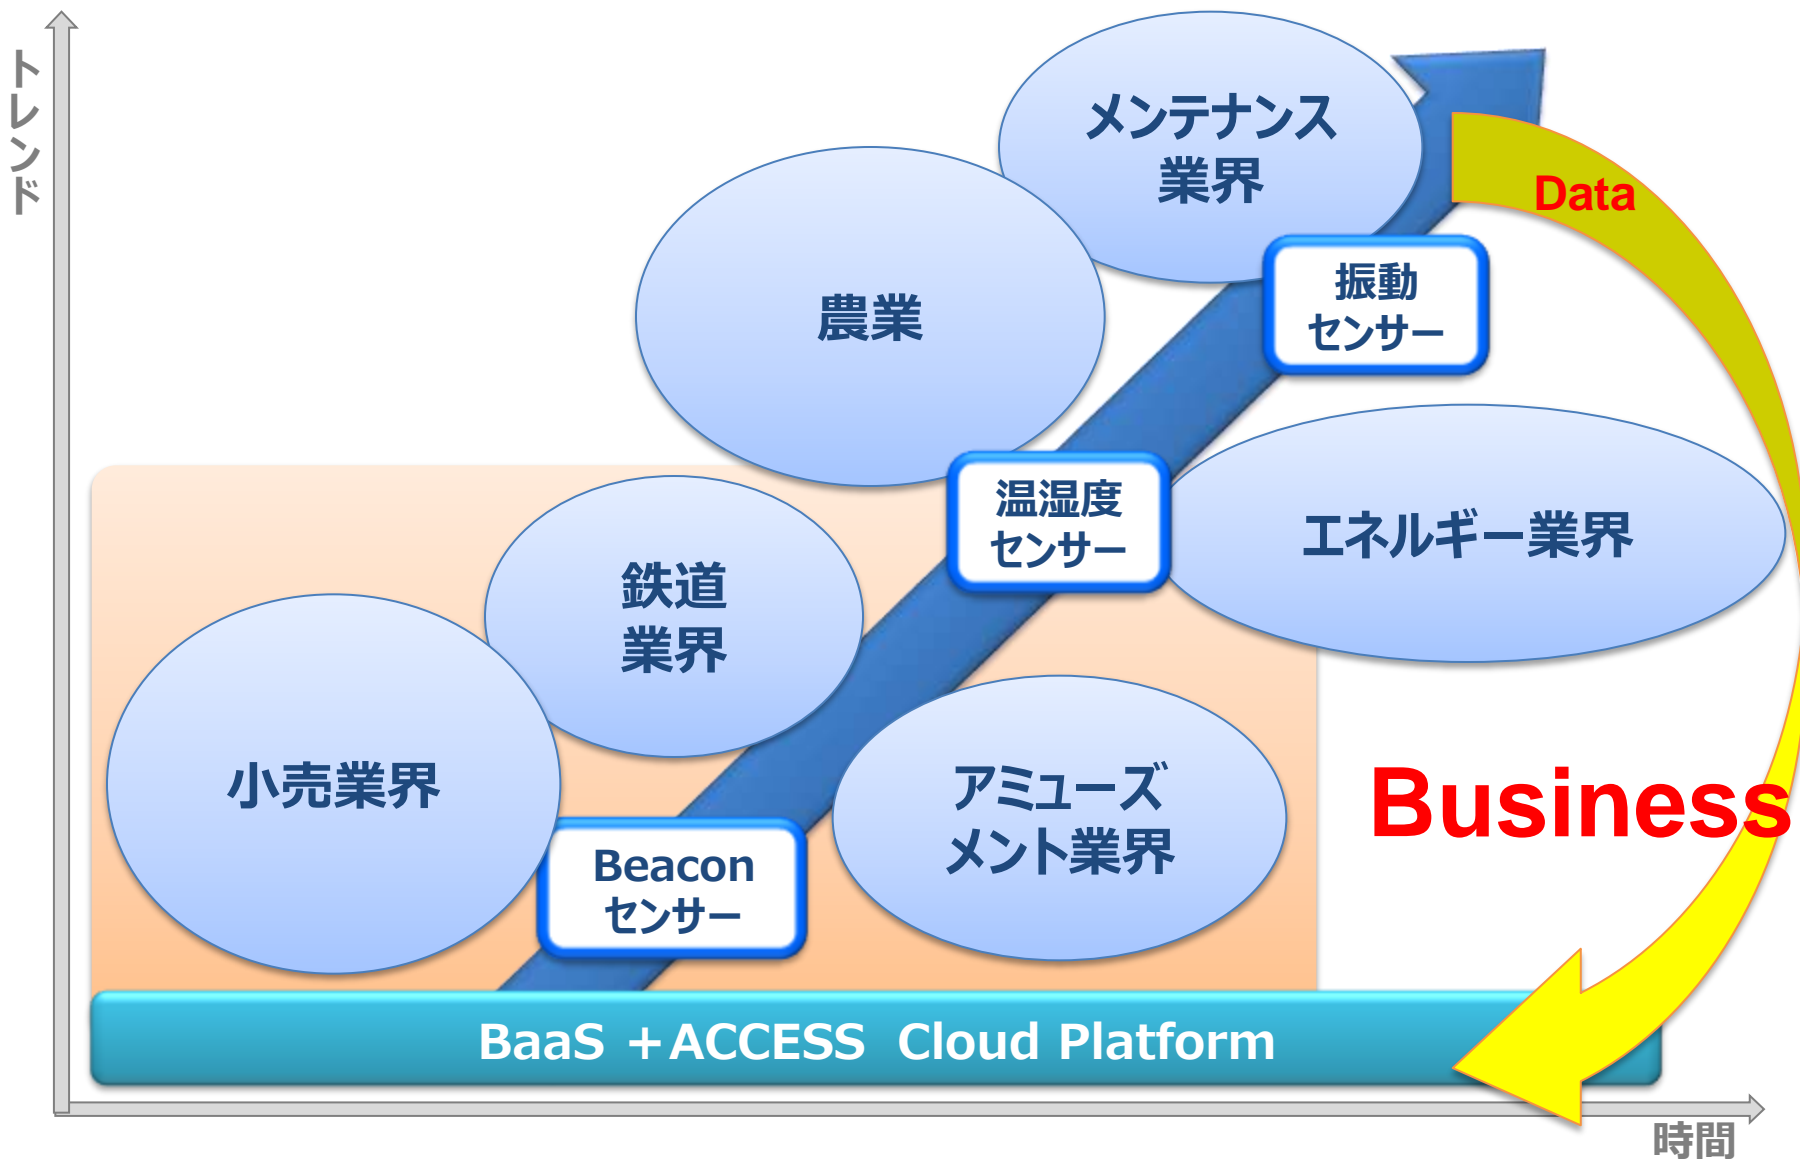 トレンド
メンテナンス
業界
Data
農業
振動
センサー
温湿度
センサー
エネルギー業界
鉄道
業界
小売業界
アミューズ
メント業界
Business
Beacon
センサー
BaaS +ACCESS Cloud Platform
時間